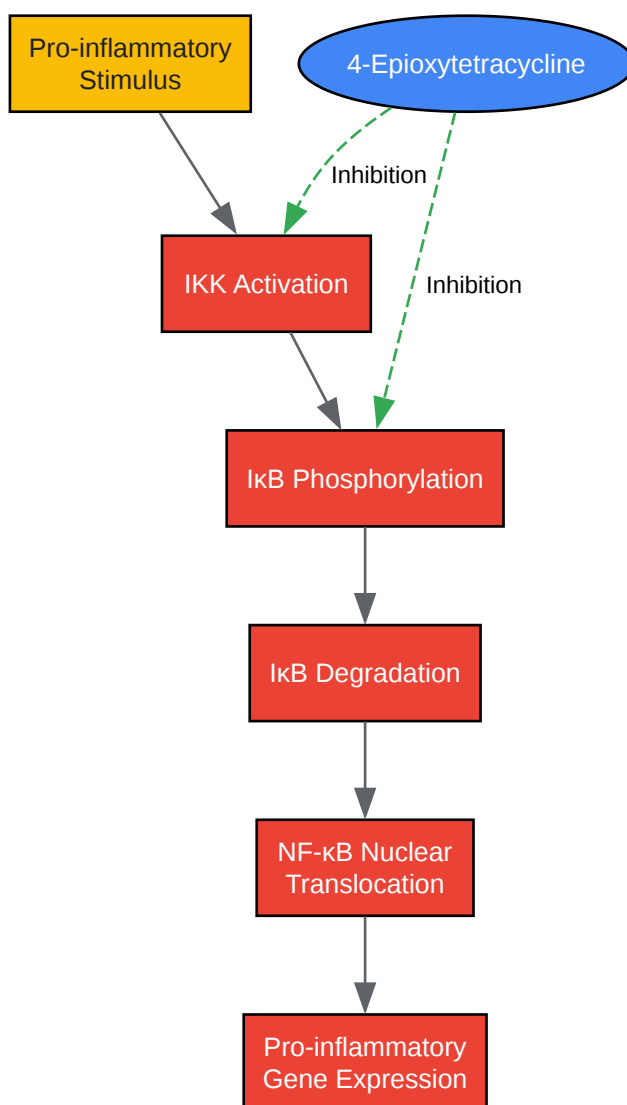 Pro-inflammatory
Stimulus
4-Epioxytetracycline
Inhibition
IKK Activation
Inhibition
IκB Phosphorylation
IκB Degradation
NF-κB Nuclear
Translocation
Pro-inflammatory
Gene Expression